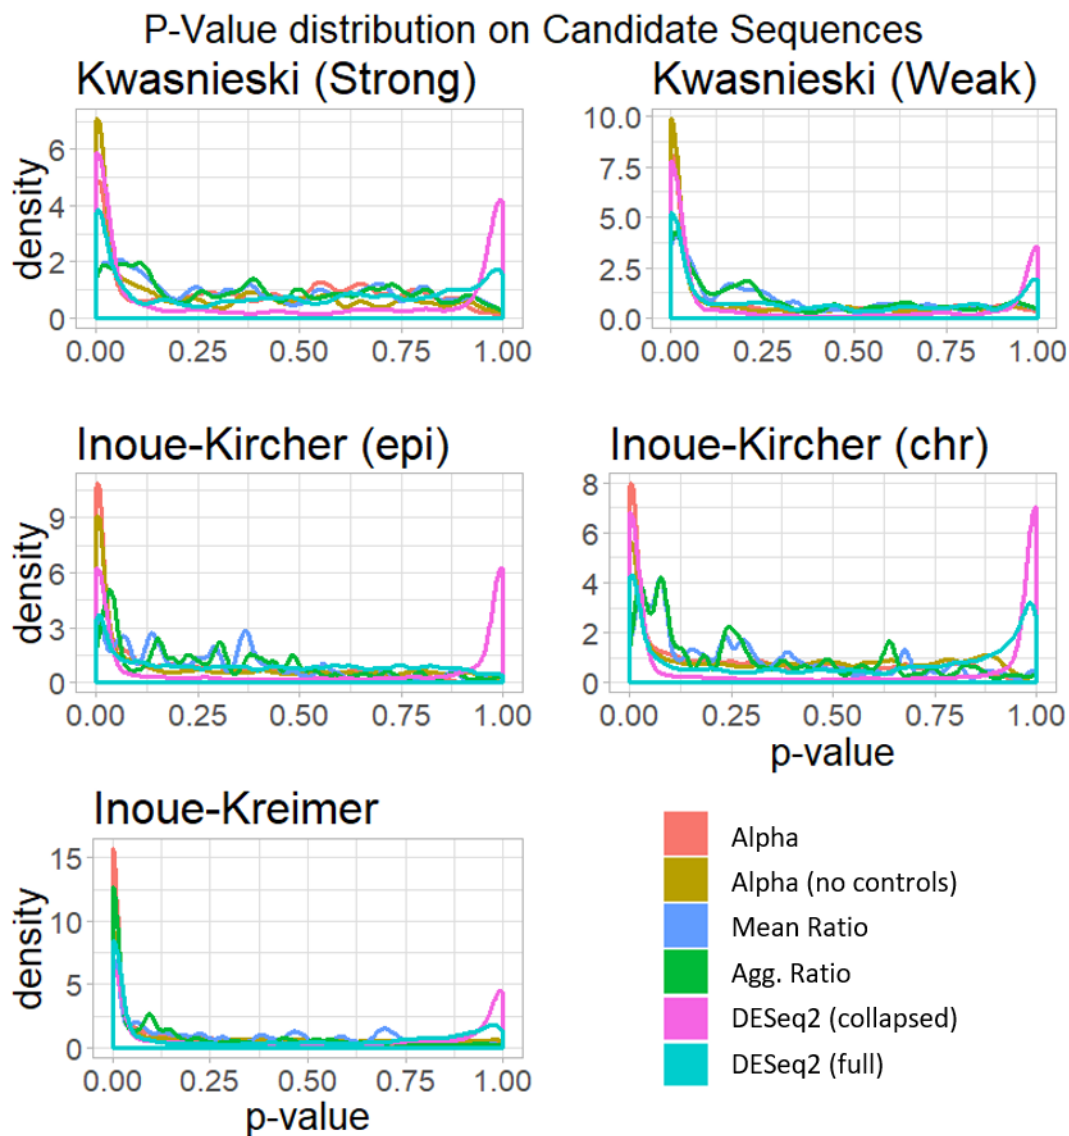 P-Value distribution on Candidate Sequences
Kwasnieski (Strong)
density
6
4
2
0
0.00 0.25 0.50 0.75 1.00
Kwasnieski (Weak)
10.0
7.5
5.0
2.5
0.0
0.00 0.25 0.50 0.75 1.00
Inoue-Kircher (epi)
density
9
6
3
0
0.00 0.25 0.50 0.75 1.00
Inoue-Kircher (chr)
8
6
4
2
0
0.00 0.25 0.50 0.75 1.00
p-value
Inoue-Kreimer
density
15
10
5
0
0.00 0.25 0.50 0.75 1.00
p-value
Alpha
Alpha (no controls)
Mean Ratio
Agg. Ratio
DESeq2 (collapsed)
DESeq2 (full)